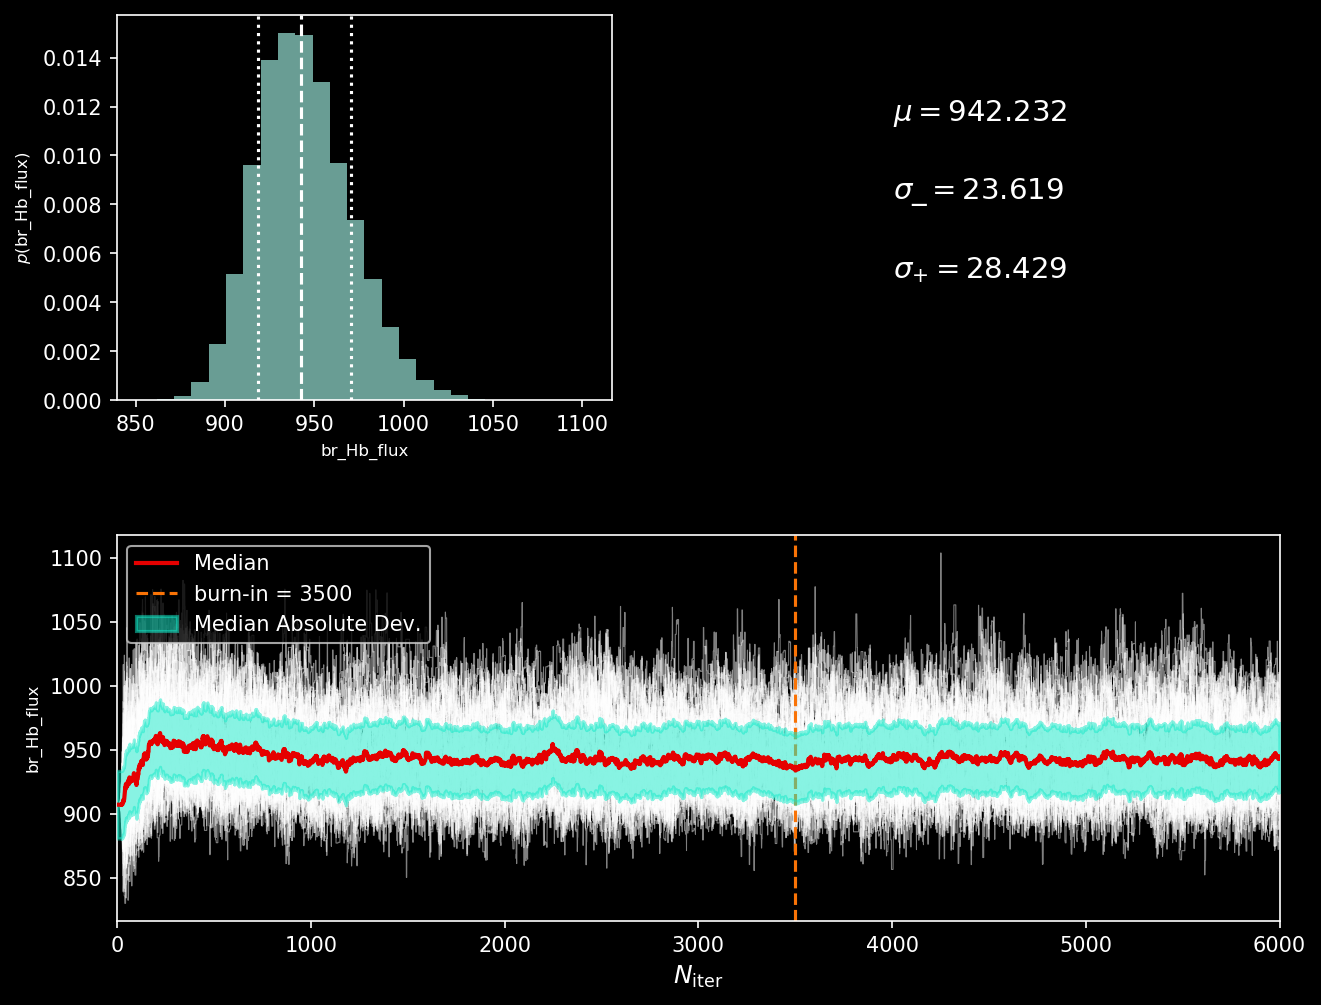 0.014
0.012
0.010
0.008
0.006
0.004
0.002
0.000
p(br_Hb_flux)
850 900 950 1000 1050 1100
br_Hb_flux
μ = 942.232
σ_ = 23.619
σ+ = 28.429
1100
1050
1000
950
900
850
br_Hb_flux
Median
burn-in = 3500
Median Absolute Dev.
0 1000 2000 3000 4000 5000 6000
Niter